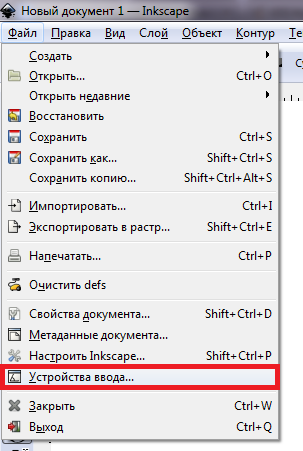 Новый документ 1 — Inkscape
Файл Правка Вид Слой Объект Контур
Создать
Открыть... Ctrl+O
Открыть недавние
Восстановить
Сохранить Ctrl+S
Сохранить как... Shift+Ctrl+S
Сохранить копию... Shift+Ctrl+Alt+S
Импортировать... Ctrl+I
Экспортировать в растр... Shift+Ctrl+E
Напечатать... Ctrl+P
Очистить defs
Свойства документа... Shift+Ctrl+D
Метаданные документа...
Настроить Inkscape... Shift+Ctrl+P
Устройства ввода...
Закрыть Ctrl+W
Выход Ctrl+Q